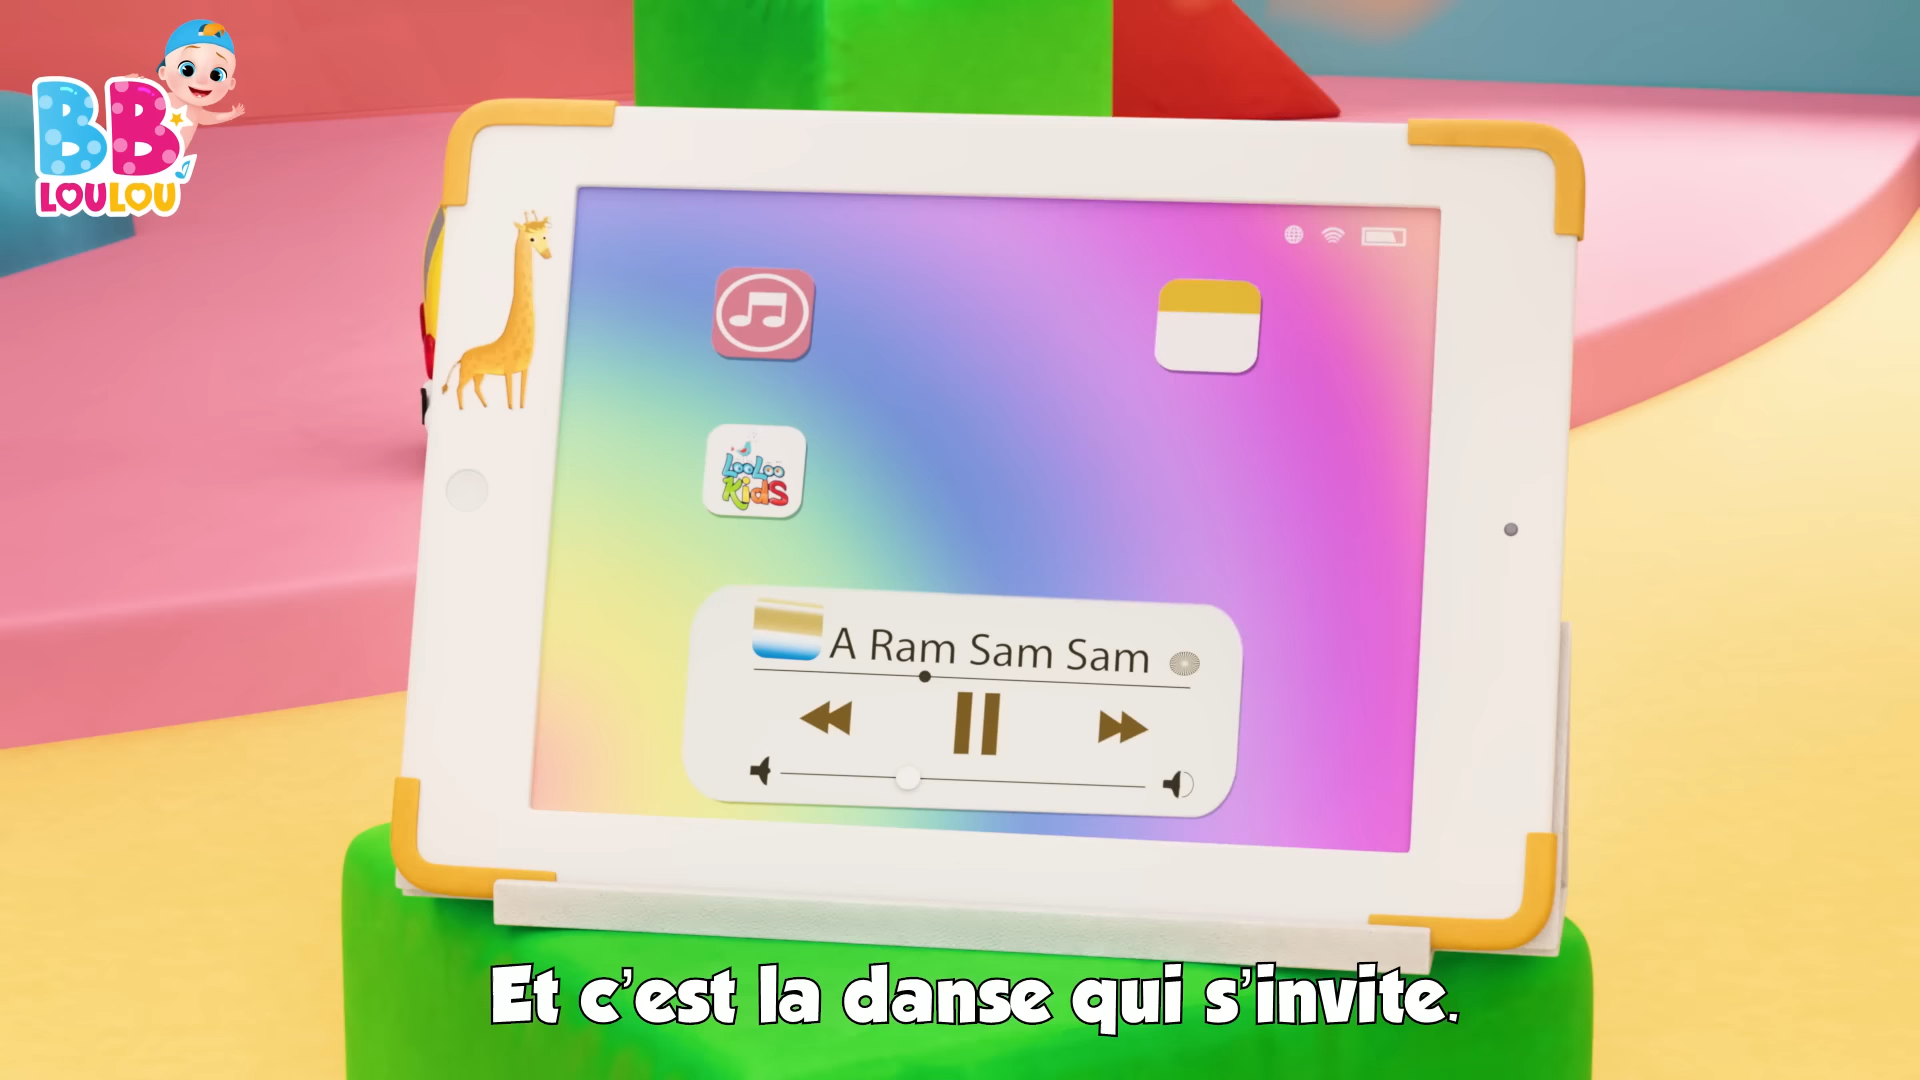 BB
LOULOU
LooLoo
Kids
A Ram Sam Sam
Et c'est la danse qui s'invite.